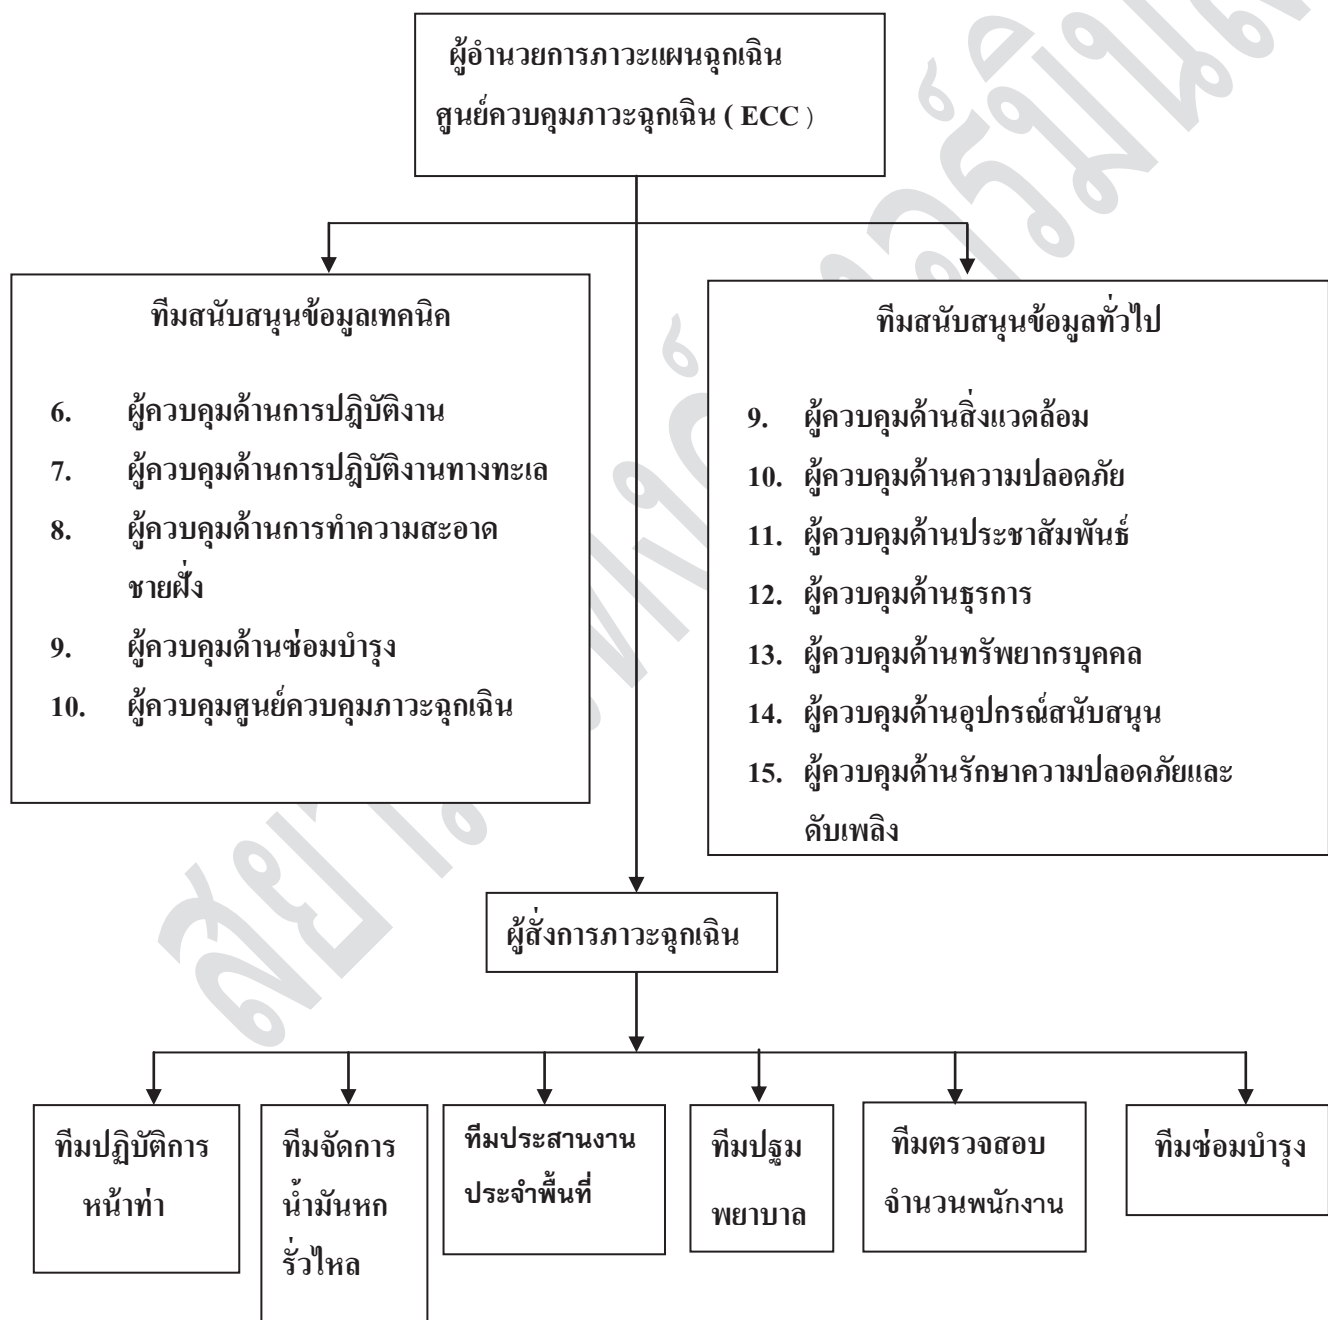 ผู้อำนวยการภาวะแผนฉุกเฉิน
ศูนย์ควบคุมภาวะฉุกเฉิน ( ECC )
ทีมสนับสนุนข้อมูลเทคนิค
6. ผู้ควบคุมด้านการปฎิบัติงาน
7. ผู้ควบคุมด้านการปฎิบัติงานทางทะเล
8. ผู้ควบคุมด้านการทำความสะอาด
ชายฝั่ง
9. ผู้ควบคุมด้านซ่อมบำรุง
10. ผู้ควบคุมศูนย์ควบคุมภาวะฉุกเฉิน
ทีมสนับสนุนข้อมูลทั่วไป
9. ผู้ควบคุมด้านสิ่งแวดล้อม
10. ผู้ควบคุมด้านความปลอดภัย
11. ผู้ควบคุมด้านประชาสัมพันธ์
12. ผู้ควบคุมด้านธุรการ
13. ผู้ควบคุมด้านทรัพยากรบุคคล
14. ผู้ควบคุมด้านอุปกรณ์สนับสนุน
15. ผู้ควบคุมด้านรักษาความปลอดภัยและ
ดับเพลิง
ผู้สั่งการภาวะฉุกเฉิน
ทีมปฏิบัติการ
หน้าท่า
ทีมจัดการ
น้ำมันหก
รั่วไหล
ทีมประสานงาน
ประจำพื้นที่
ทีมปฐม
พยาบาล
ทีมตรวจสอบ
จำนวนพนักงาน
ทีมซ่อมบำรุง